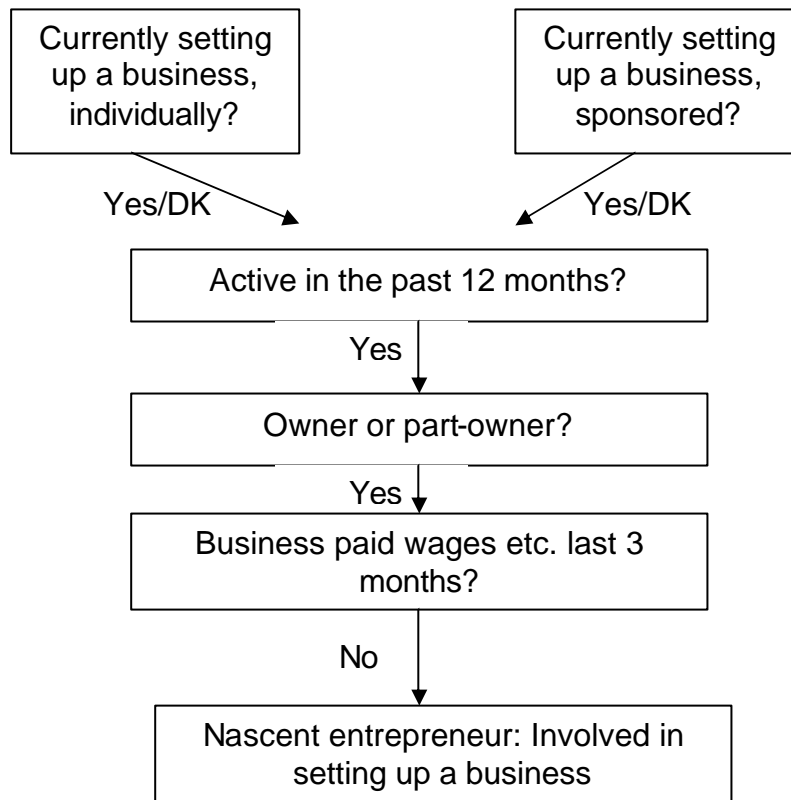 Currently setting
up a business,
individually?
Currently setting
up a business,
sponsored?
Yes/DK
Yes/DK
Active in the past 12 months?
Yes
Owner or part-owner?
Yes
Business paid wages etc. last 3
months?
No
Nascent entrepreneur: Involved in
setting up a business